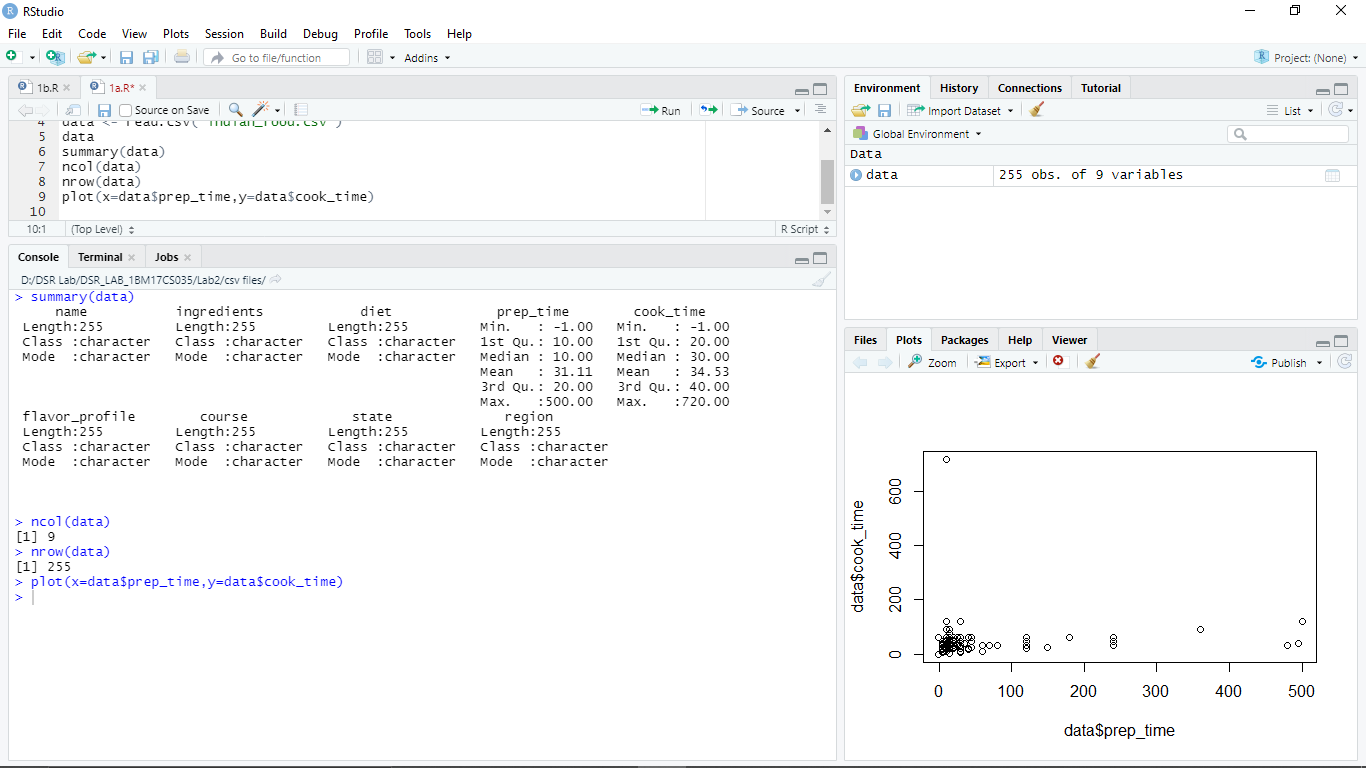 RStudio
File Edit Code View Plots Session Build Debug Profile Tools Help
Go to file/function Addins Project: (None)
1b.R 1a.R*
Source on Save Run Source
4 data <- read.csv("indian_food.csv")
5 data
6 summary(data)
7 ncol(data)
8 nrow(data)
9 plot(x=data$prep_time,y=data$cook_time)
10
10:1 (Top Level) R Script
Console Terminal Jobs
D:/DSR Lab/DSR_LAB_1BM17CS035/Lab2/csv files/
> summary(data)
name ingredients diet prep_time cook_time
Length:255 Length:255 Length:255 Min. : -1.00 Min. : -1.00
Class :character Class :character Class :character 1st Qu.: 10.00 1st Qu.: 20.00
Mode :character Mode :character Mode :character Median : 10.00 Median : 30.00
Mean : 31.11 Mean : 34.53
3rd Qu.: 20.00 3rd Qu.: 40.00
Max. :500.00 Max. :720.00
flavor_profile course state region
Length:255 Length:255 Length:255 Length:255
Class :character Class :character Class :character Class :character
Mode :character Mode :character Mode :character Mode :character
> ncol(data)
[1] 9
> nrow(data)
[1] 255
> plot(x=data$prep_time,y=data$cook_time)
>
Environment History Connections Tutorial
Import Dataset List
Global Environment
Data
data 255 obs. of 9 variables
Files Plots Packages Help Viewer
Zoom Export Publish
data$cook_time
600
400
200
0
0 100 200 300 400 500
data$prep_time